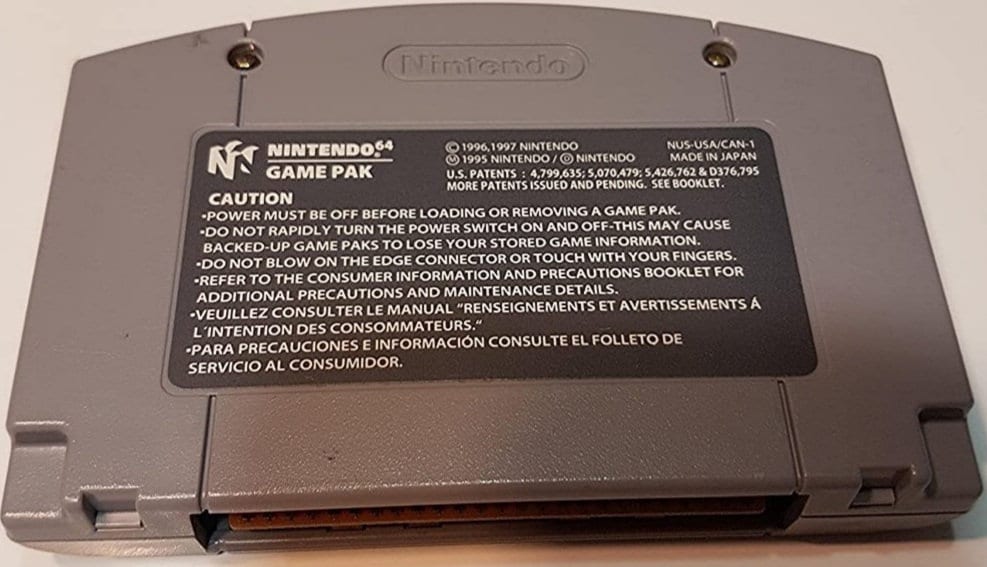 Nintendo
NINTENDO®64
GAME PAK
©1996,1997 NINTENDO
Ⓜ1995 NINTENDO / Ⓓ NINTENDO
NUS-USA/CAN-1
MADE IN JAPAN
U.S. PATENTS : 4,799,635; 5,070,479; 5,426,762 & D376,795
MORE PATENTS ISSUED AND PENDING. SEE BOOKLET.
CAUTION
•POWER MUST BE OFF BEFORE LOADING OR REMOVING A GAME PAK.
•DO NOT RAPIDLY TURN THE POWER SWITCH ON AND OFF-THIS MAY CAUSE
BACKED-UP GAME PAKS TO LOSE YOUR STORED GAME INFORMATION.
•DO NOT BLOW ON THE EDGE CONNECTOR OR TOUCH WITH YOUR FINGERS.
•REFER TO THE CONSUMER INFORMATION AND PRECAUTIONS BOOKLET FOR
ADDITIONAL PRECAUTIONS AND MAINTENANCE DETAILS.
•VEUILLEZ CONSULTER LE MANUAL "RENSEIGNEMENTS ET AVERTISSEMENTS Á
L´INTENTION DES CONSOMMATEURS."
•PARA PRECAUCIONES E INFORMACIÓN CONSULTE EL FOLLETO DE
SERVICIO AL CONSUMIDOR.